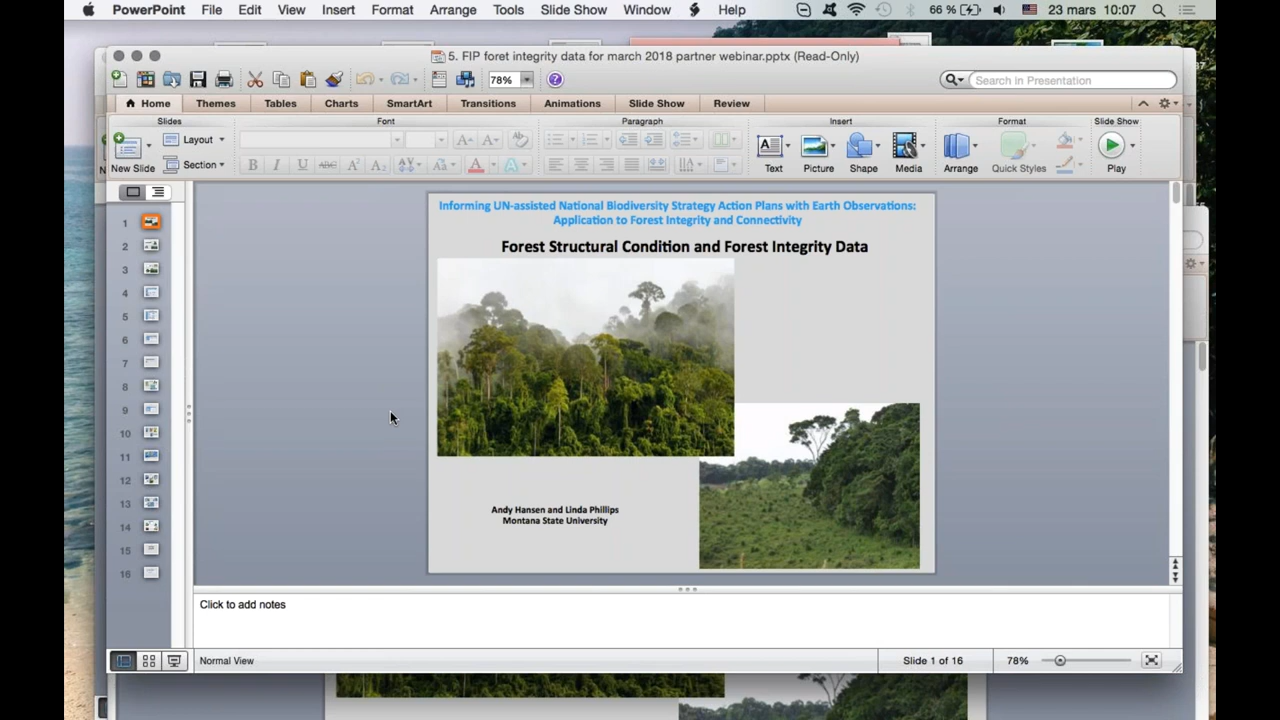 PowerPoint File Edit View Insert Format Arrange Tools Slide Show Window Help 66 % 23 mars 10:07
5. FIP foret integrity data for march 2018 partner webinar.pptx (Read-Only)
78% Search in Presentation
Home Themes Tables Charts SmartArt Transitions Animations Slide Show Review
Slides Font Paragraph Insert Format Slide Show
Layout
New Slide Section Text Picture Shape Media Arrange Quick Styles Play
1
2
3
4
5
6
7
8
9
10
11
12
13
14
15
16
Informing UN-assisted National Biodiversity Strategy Action Plans with Earth Observations:
Application to Forest Integrity and Connectivity
Forest Structural Condition and Forest Integrity Data
Andy Hansen and Linda Phillips
Montana State University
Click to add notes
Normal View Slide 1 of 16 78%